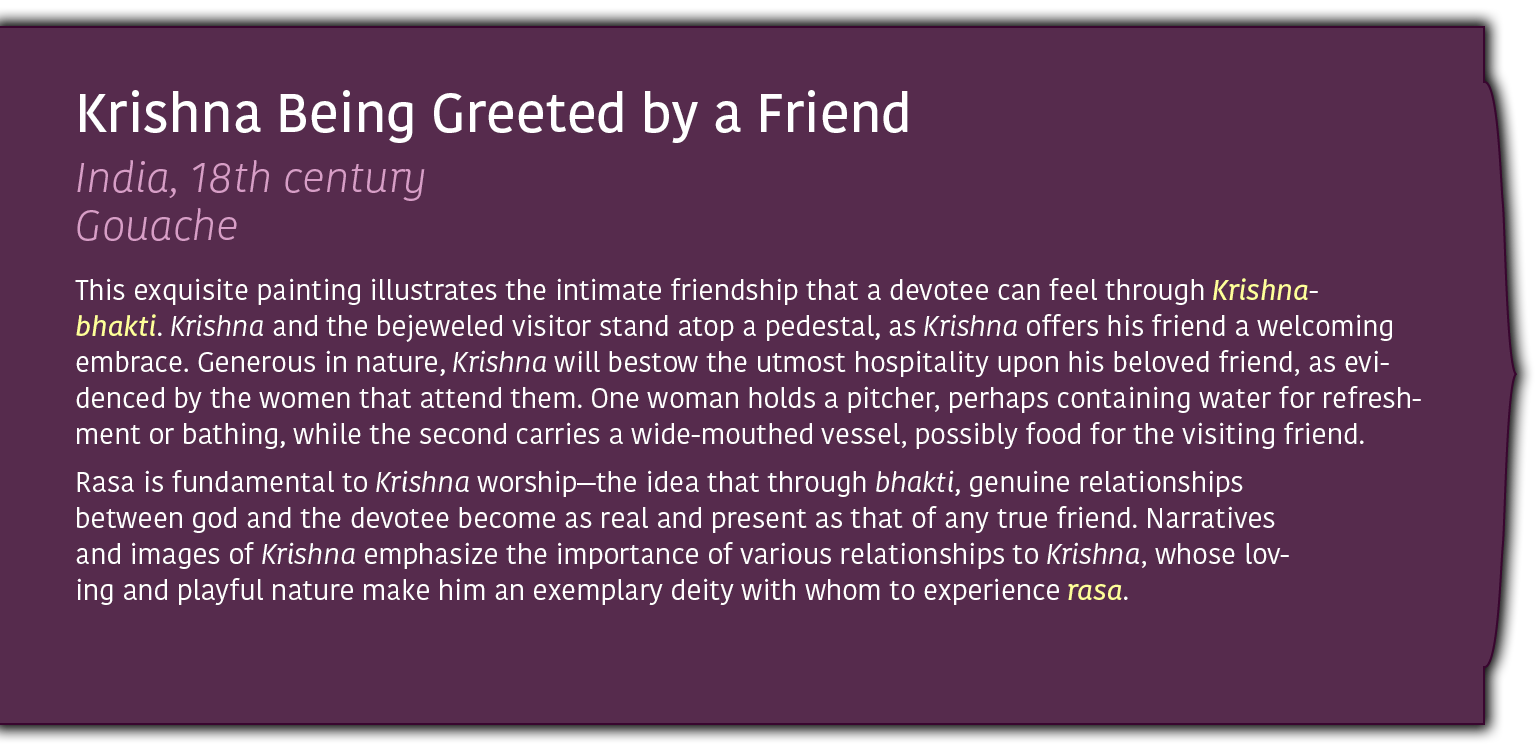 Krishna Being Greeted by a Friend
India, 18th century
Gouache
This exquisite painting illustrates the intimate friendship that a devotee can feel through Krishna-
bhakti. Krishna and the bejeweled visitor stand atop a pedestal, as Krishna offers his friend a welcoming
embrace. Generous in nature, Krishna will bestow the utmost hospitality upon his beloved friend, as evi-
denced by the women that attend them. One woman holds a pitcher, perhaps containing water for refresh-
ment or bathing, while the second carries a wide-mouthed vessel, possibly food for the visiting friend.
Rasa is fundamental to Krishna worship—the idea that through bhakti, genuine relationships
between god and the devotee become as real and present as that of any true friend. Narratives
and images of Krishna emphasize the importance of various relationships to Krishna, whose lov-
ing and playful nature make him an exemplary deity with whom to experience rasa.